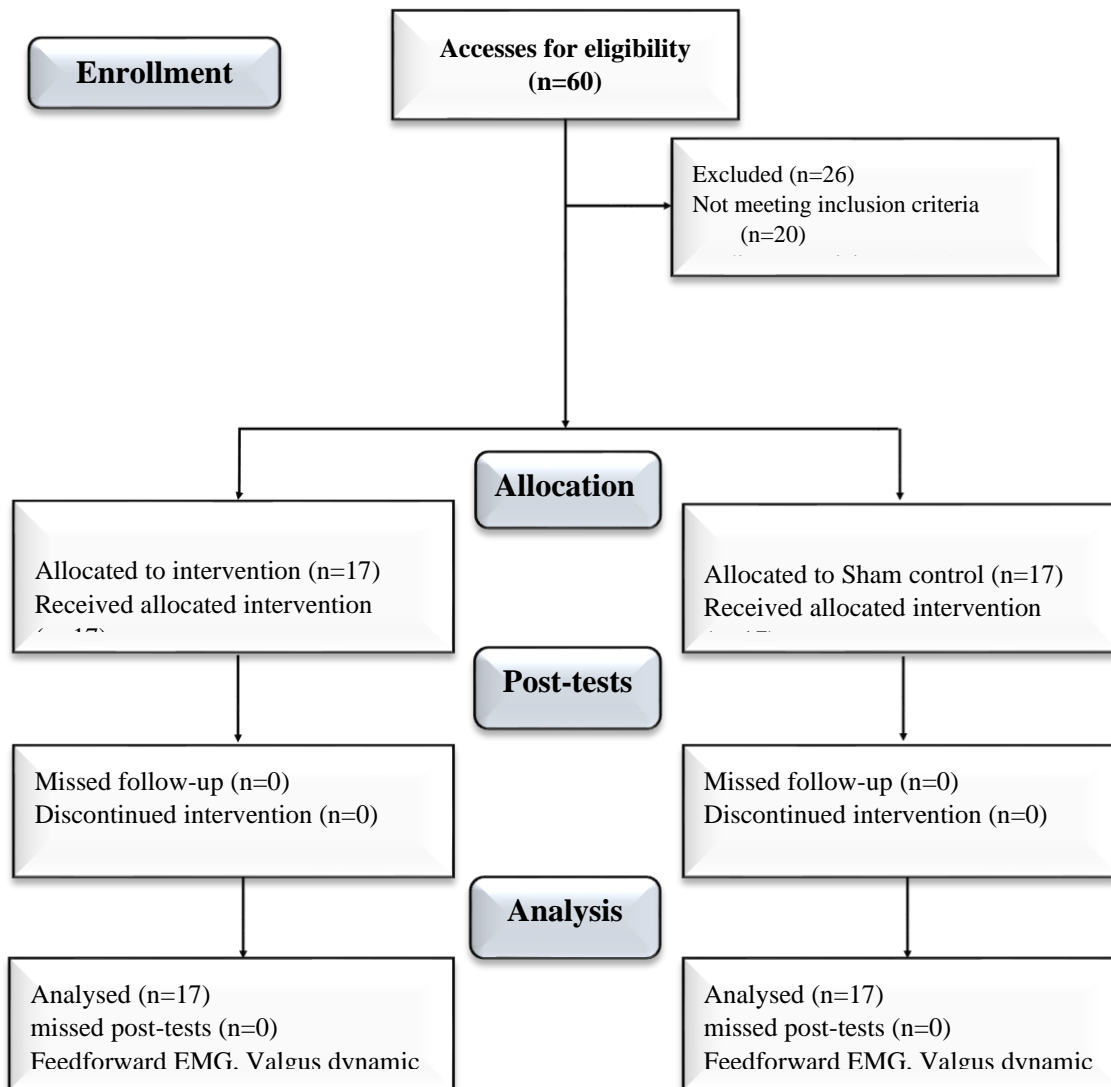 Enrollment
Accesses for eligibility
(n=60)
Excluded (n=26)
Not meeting inclusion criteria
(n=20)
Allocation
Allocated to intervention (n=17)
Received allocated intervention
Allocated to Sham control (n=17)
Received allocated intervention
Post-tests
Missed follow-up (n=0)
Discontinued intervention (n=0)
Missed follow-up (n=0)
Discontinued intervention (n=0)
Analysis
Analysed (n=17)
missed post-tests (n=0)
Feedforward EMG, Valgus dynamic
Analysed (n=17)
missed post-tests (n=0)
Feedforward EMG, Valgus dynamic